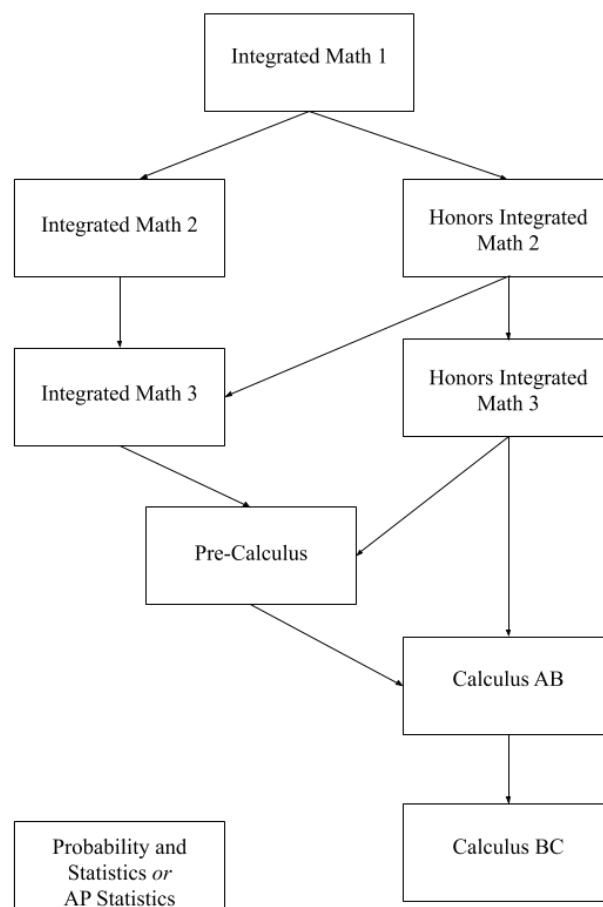 Integrated Math 1
Integrated Math 2
Honors Integrated
Math 2
Integrated Math 3
Honors Integrated
Math 3
Pre-Calculus
Calculus AB
Probability and
Statistics or
AP Statistics
Calculus BC